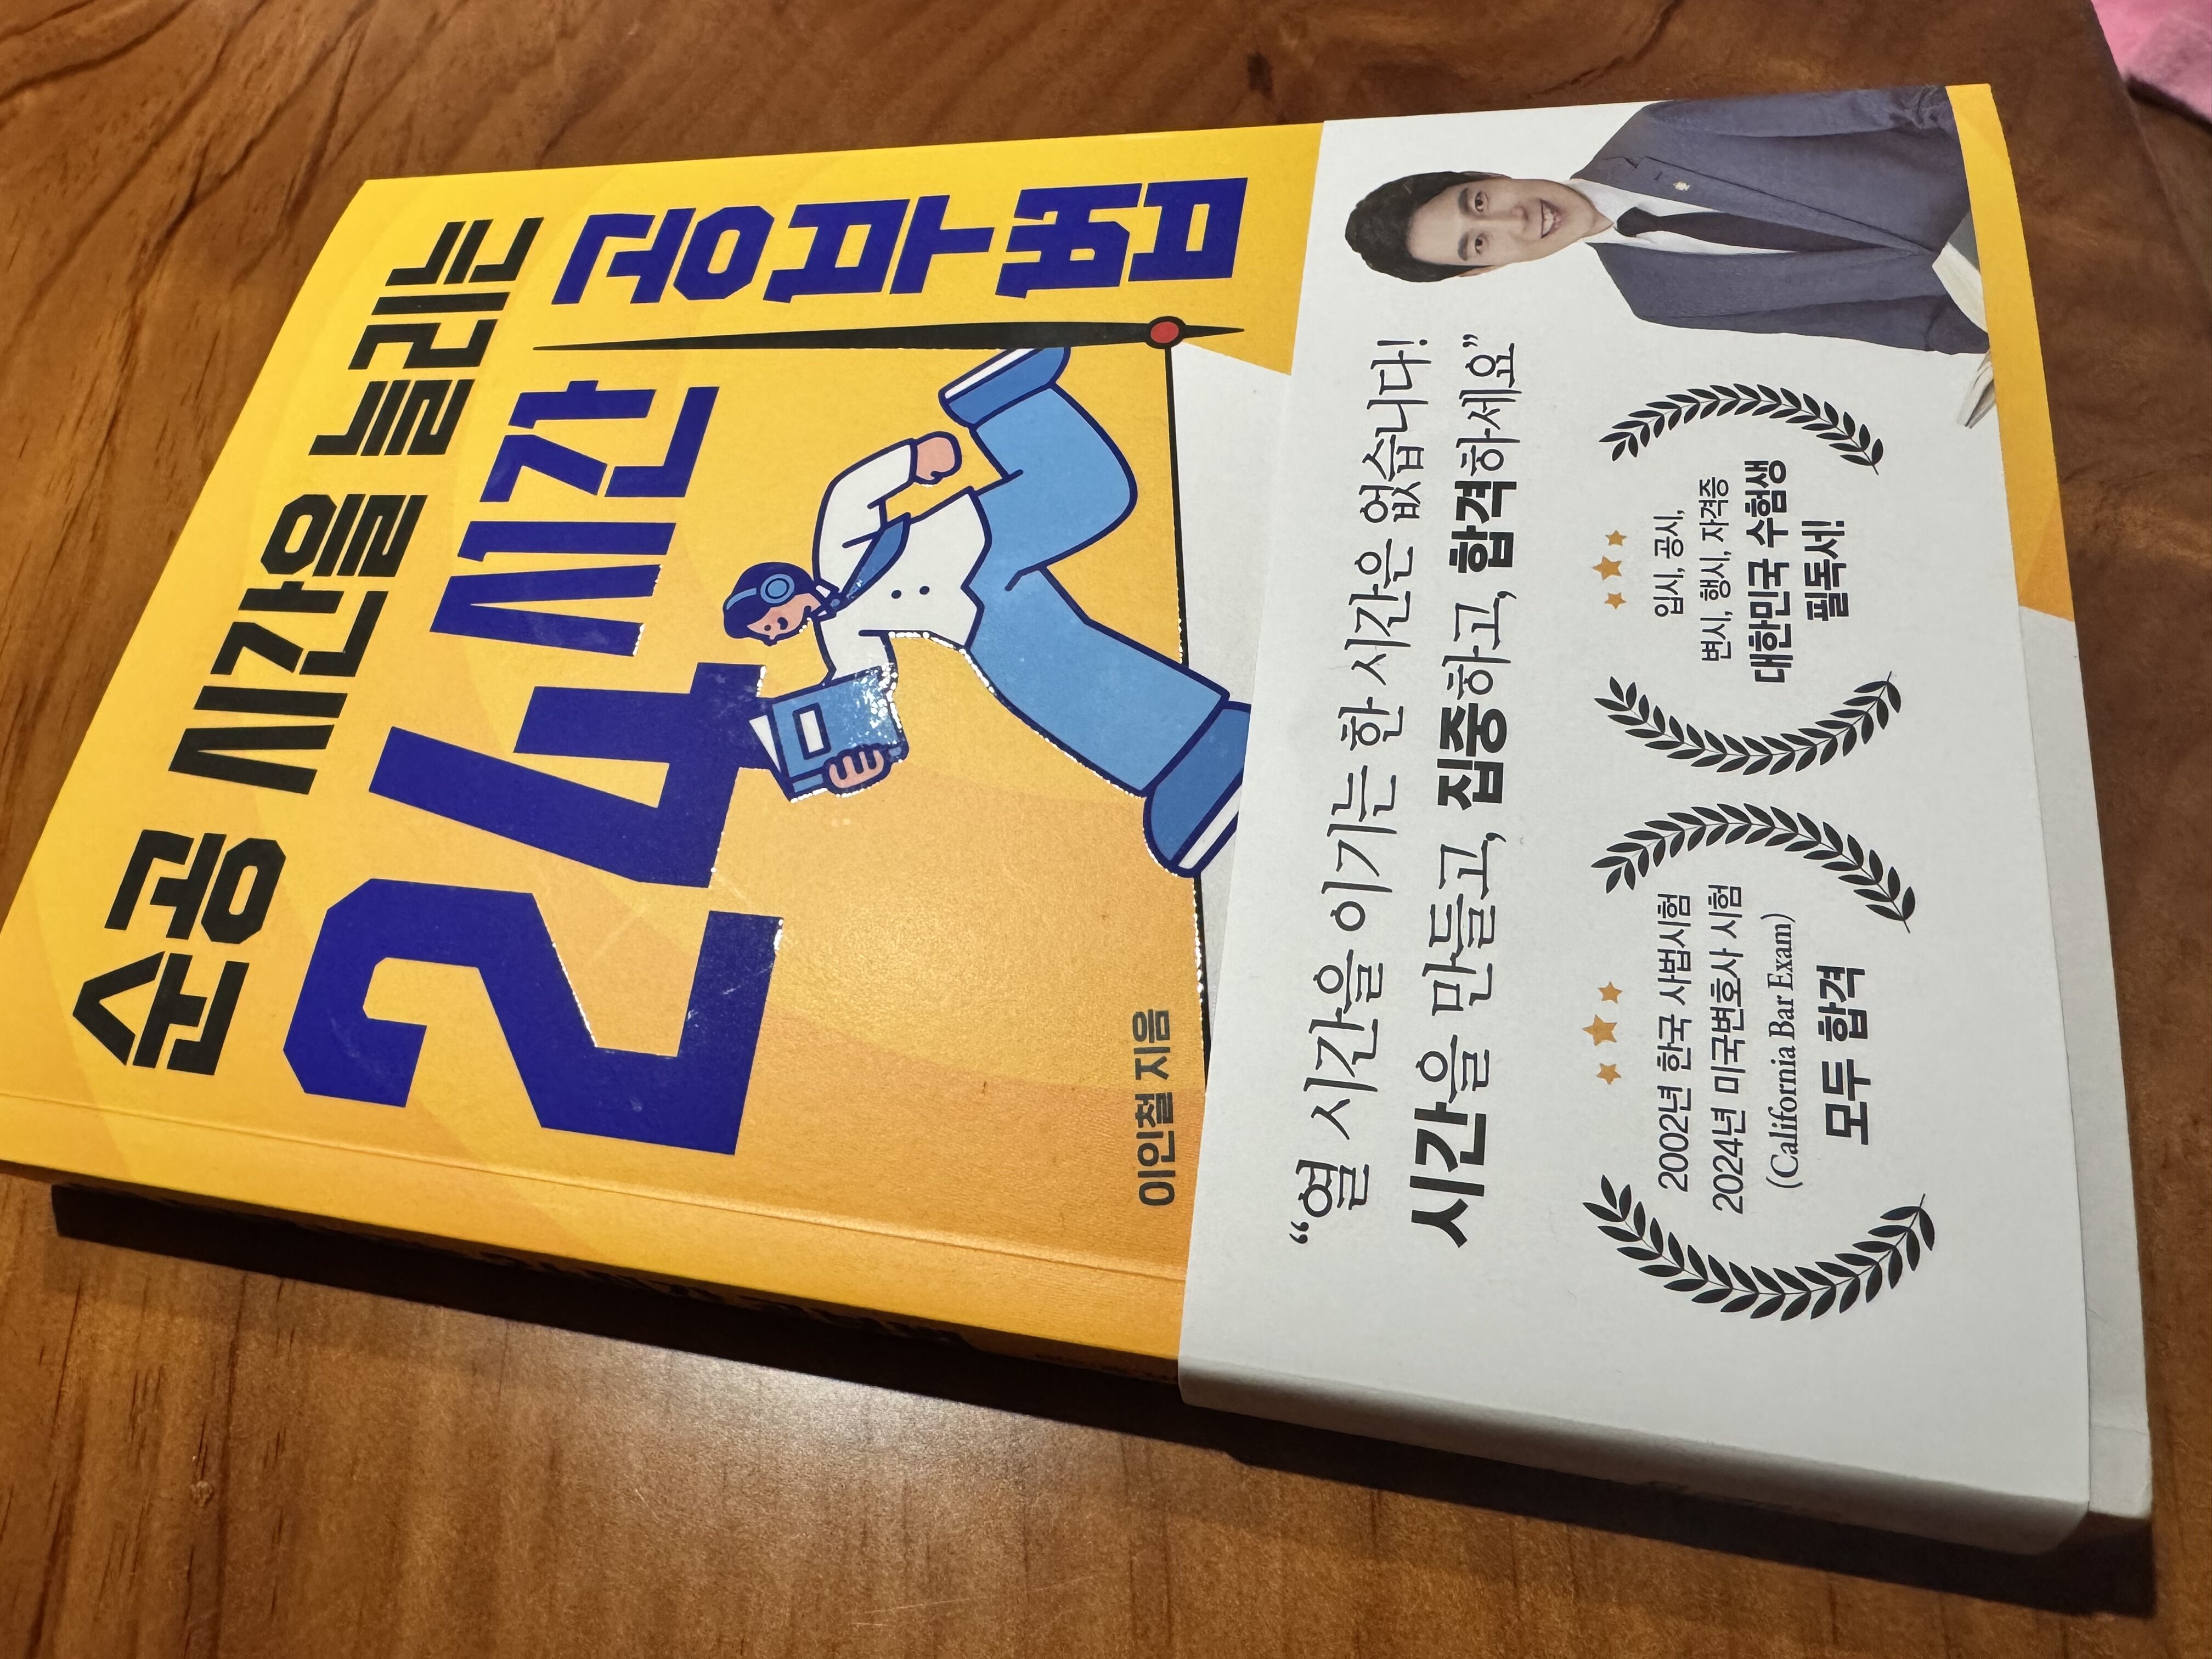 순공 시간을 늘리는
24시간 공부법
이인철 지음
“열 시간을 이기는 한 시간은 없습니다!
시간을 만들고, 집중하고, 합격하세요”
2002년 한국 사법시험
2024년 미국변호사 시험
(California Bar Exam)
모두 합격
입시, 공시,
변시, 행시, 자격증
대한민국 수험생
필독서!